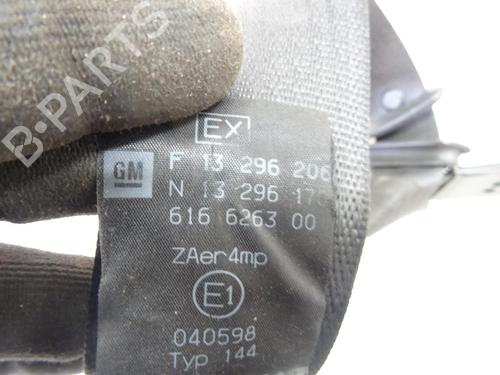 EX
GM
F 13 296 206
N 13 296 17
616 6263 00
ZAer4mp
E1
040598
Typ 144
B-PARTS